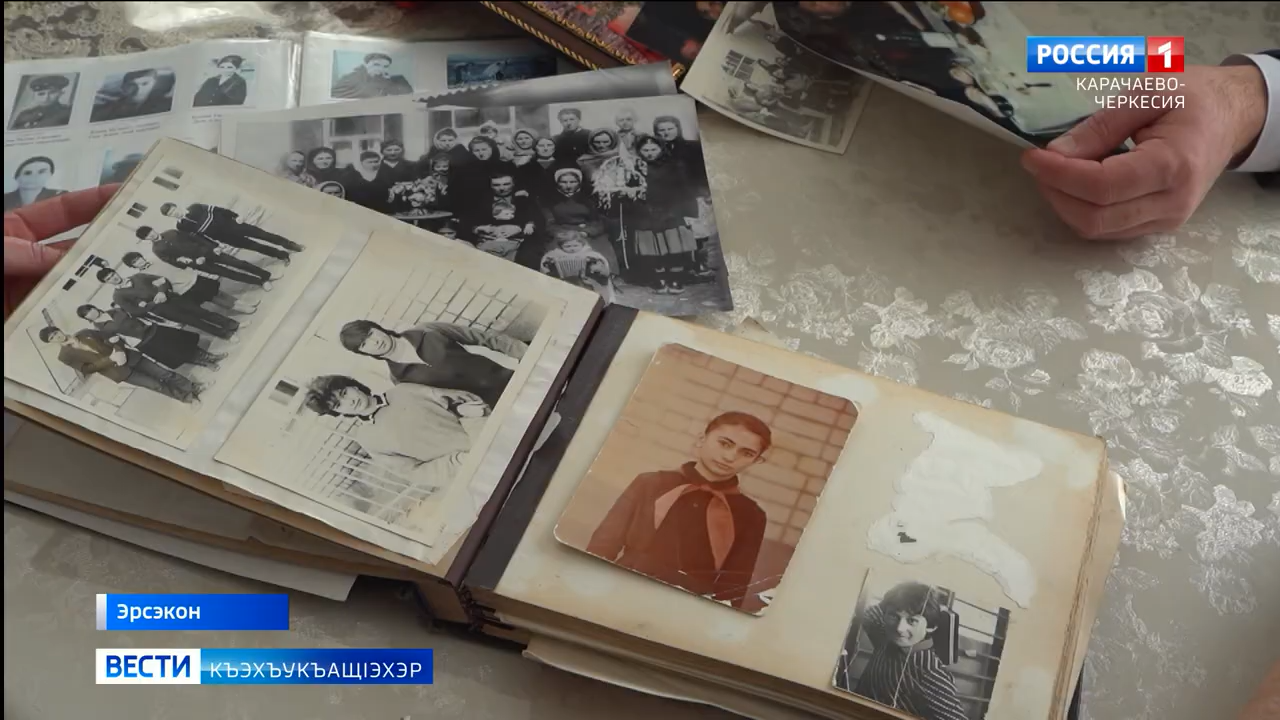 РОССИЯ 1
КАРАЧАЕВО-
ЧЕРКЕСИЯ
Эрсэкон
ВЕСТИ КЪЭХЪУКЪАЩIЭХЭР